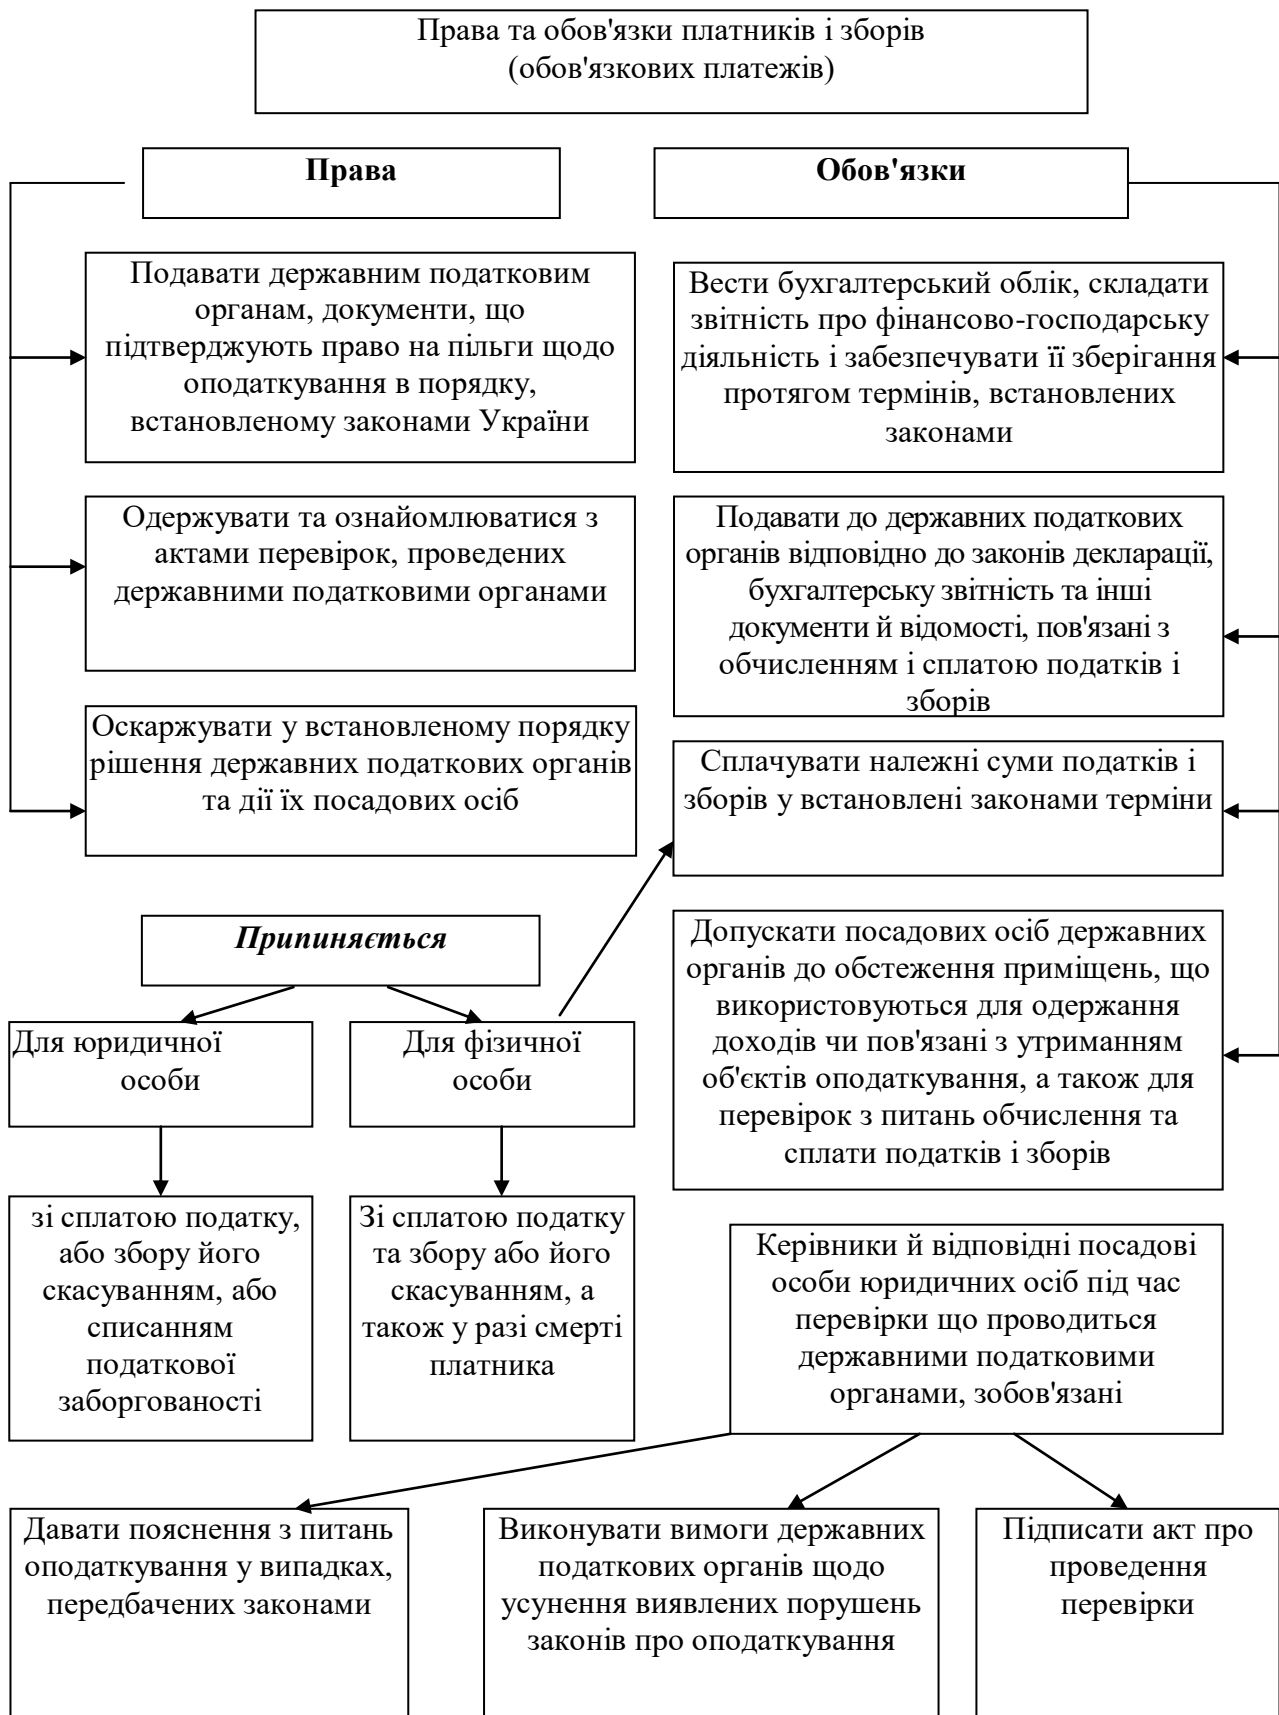 Права та обов'язки платників і зборів
(обов'язкових платежів)
Права
Обов'язки
Подавати державним податковим
органам, документи, що
підтверджують право на пільги щодо
оподаткування в порядку,
встановленому законами України
Одержувати та ознайомлюватися з
актами перевірок, проведених
державними податковими органами
Оскаржувати у встановленому порядку
рішення державних податкових органів
та дії їх посадових осіб
Вести бухгалтерський облік, складати
звітність про фінансово-господарську
діяльність і забезпечувати її зберігання
протягом термінів, встановлених
законами
Подавати до державних податкових
органів відповідно до законів декларації,
бухгалтерську звітність та інші
документи й відомості, пов'язані з
обчисленням і сплатою податків і
зборів
Сплачувати належні суми податків і
зборів у встановлені законами терміни
Допускати посадових осіб державних
органів до обстеження приміщень, що
використовуються для одержання
доходів чи пов'язані з утриманням
об'єктів оподаткування, а також для
перевірок з питань обчислення та
сплати податків і зборів
Припиняється
Для юридичної
особи
Для фізичної
особи
зі сплатою податку,
або збору його
скасуванням, або
списанням
податкової
заборгованості
Зі сплатою податку
та збору або його
скасуванням, а
також у разі смерті
платника
Керівники й відповідні посадові
особи юридичних осіб під час
перевірки що проводиться
державними податковими
органами, зобов'язані
Давати пояснення з питань
оподаткування у випадках,
передбачених законами
Виконувати вимоги державних
податкових органів щодо
усунення виявлених порушень
законів про оподаткування
Підписати акт про
проведення
перевірки